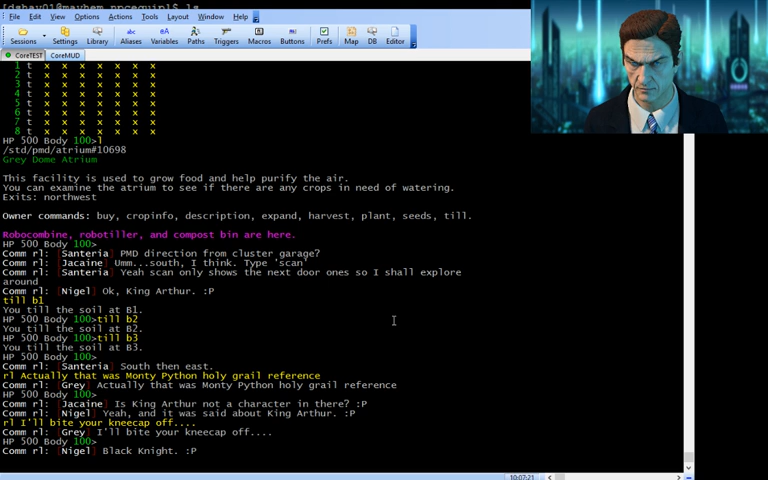 [dshav01@mayhem npcequip]$ ls
File Edit View Options Actions Tools Layout Window Help
Sessions Settings Library Aliases Variables Paths Triggers Macros Buttons Prefs Map DB Editor
CoreTEST CoreMUD
1 t x x x x x x x
2 t x x x x x x x
3 t x x x x x x x
4 t x x x x x x x
5 t x x x x x x x
6 t x x x x x x x
7 t x x x x x x x
8 t x x x x x x x
HP 500 Body 100>l
/std/pmd/atrium#10698
Grey Dome Atrium
This facility is used to grow food and help purify the air.
You can examine the atrium to see if there are any crops in need of watering.
Exits: northwest
Owner commands: buy, cropinfo, description, expand, harvest, plant, seeds, till.
Robocombine, robotiller, and compost bin are here.
HP 500 Body 100>
Comm rl: [Santeria] PMD direction from cluster garage?
Comm rl: [Jacaine] Umm...south, I think. Type 'scan'
Comm rl: [Santeria] Yeah scan only shows the next door ones so I shall explore
around
Comm rl: [Nigel] Ok, King Arthur. :P
till b1
You till the soil at B1.
HP 500 Body 100>till b2
You till the soil at B2.
HP 500 Body 100>till b3
You till the soil at B3.
HP 500 Body 100>
Comm rl: [Santeria] South then east.
rl Actually that was Monty Python holy grail reference
Comm rl: [Grey] Actually that was Monty Python holy grail reference
HP 500 Body 100>
Comm rl: [Jacaine] Is King Arthur not a character in there? :P
Comm rl: [Nigel] Yeah, and it was said about King Arthur. :P
rl I'll bite your kneecap off....
Comm rl: [Grey] I'll bite your kneecap off....
HP 500 Body 100>
Comm rl: [Nigel] Black Knight. :P
10:07:21